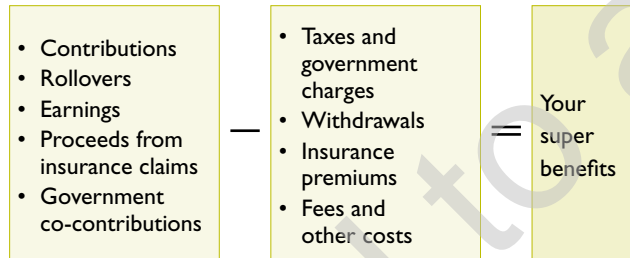 • Contributions
• Rollovers
• Earnings
• Proceeds from
insurance claims
• Government
co-contributions
—
• Taxes and
government
charges
• Withdrawals
• Insurance
premiums
• Fees and
other costs
=
Your
super
benefits